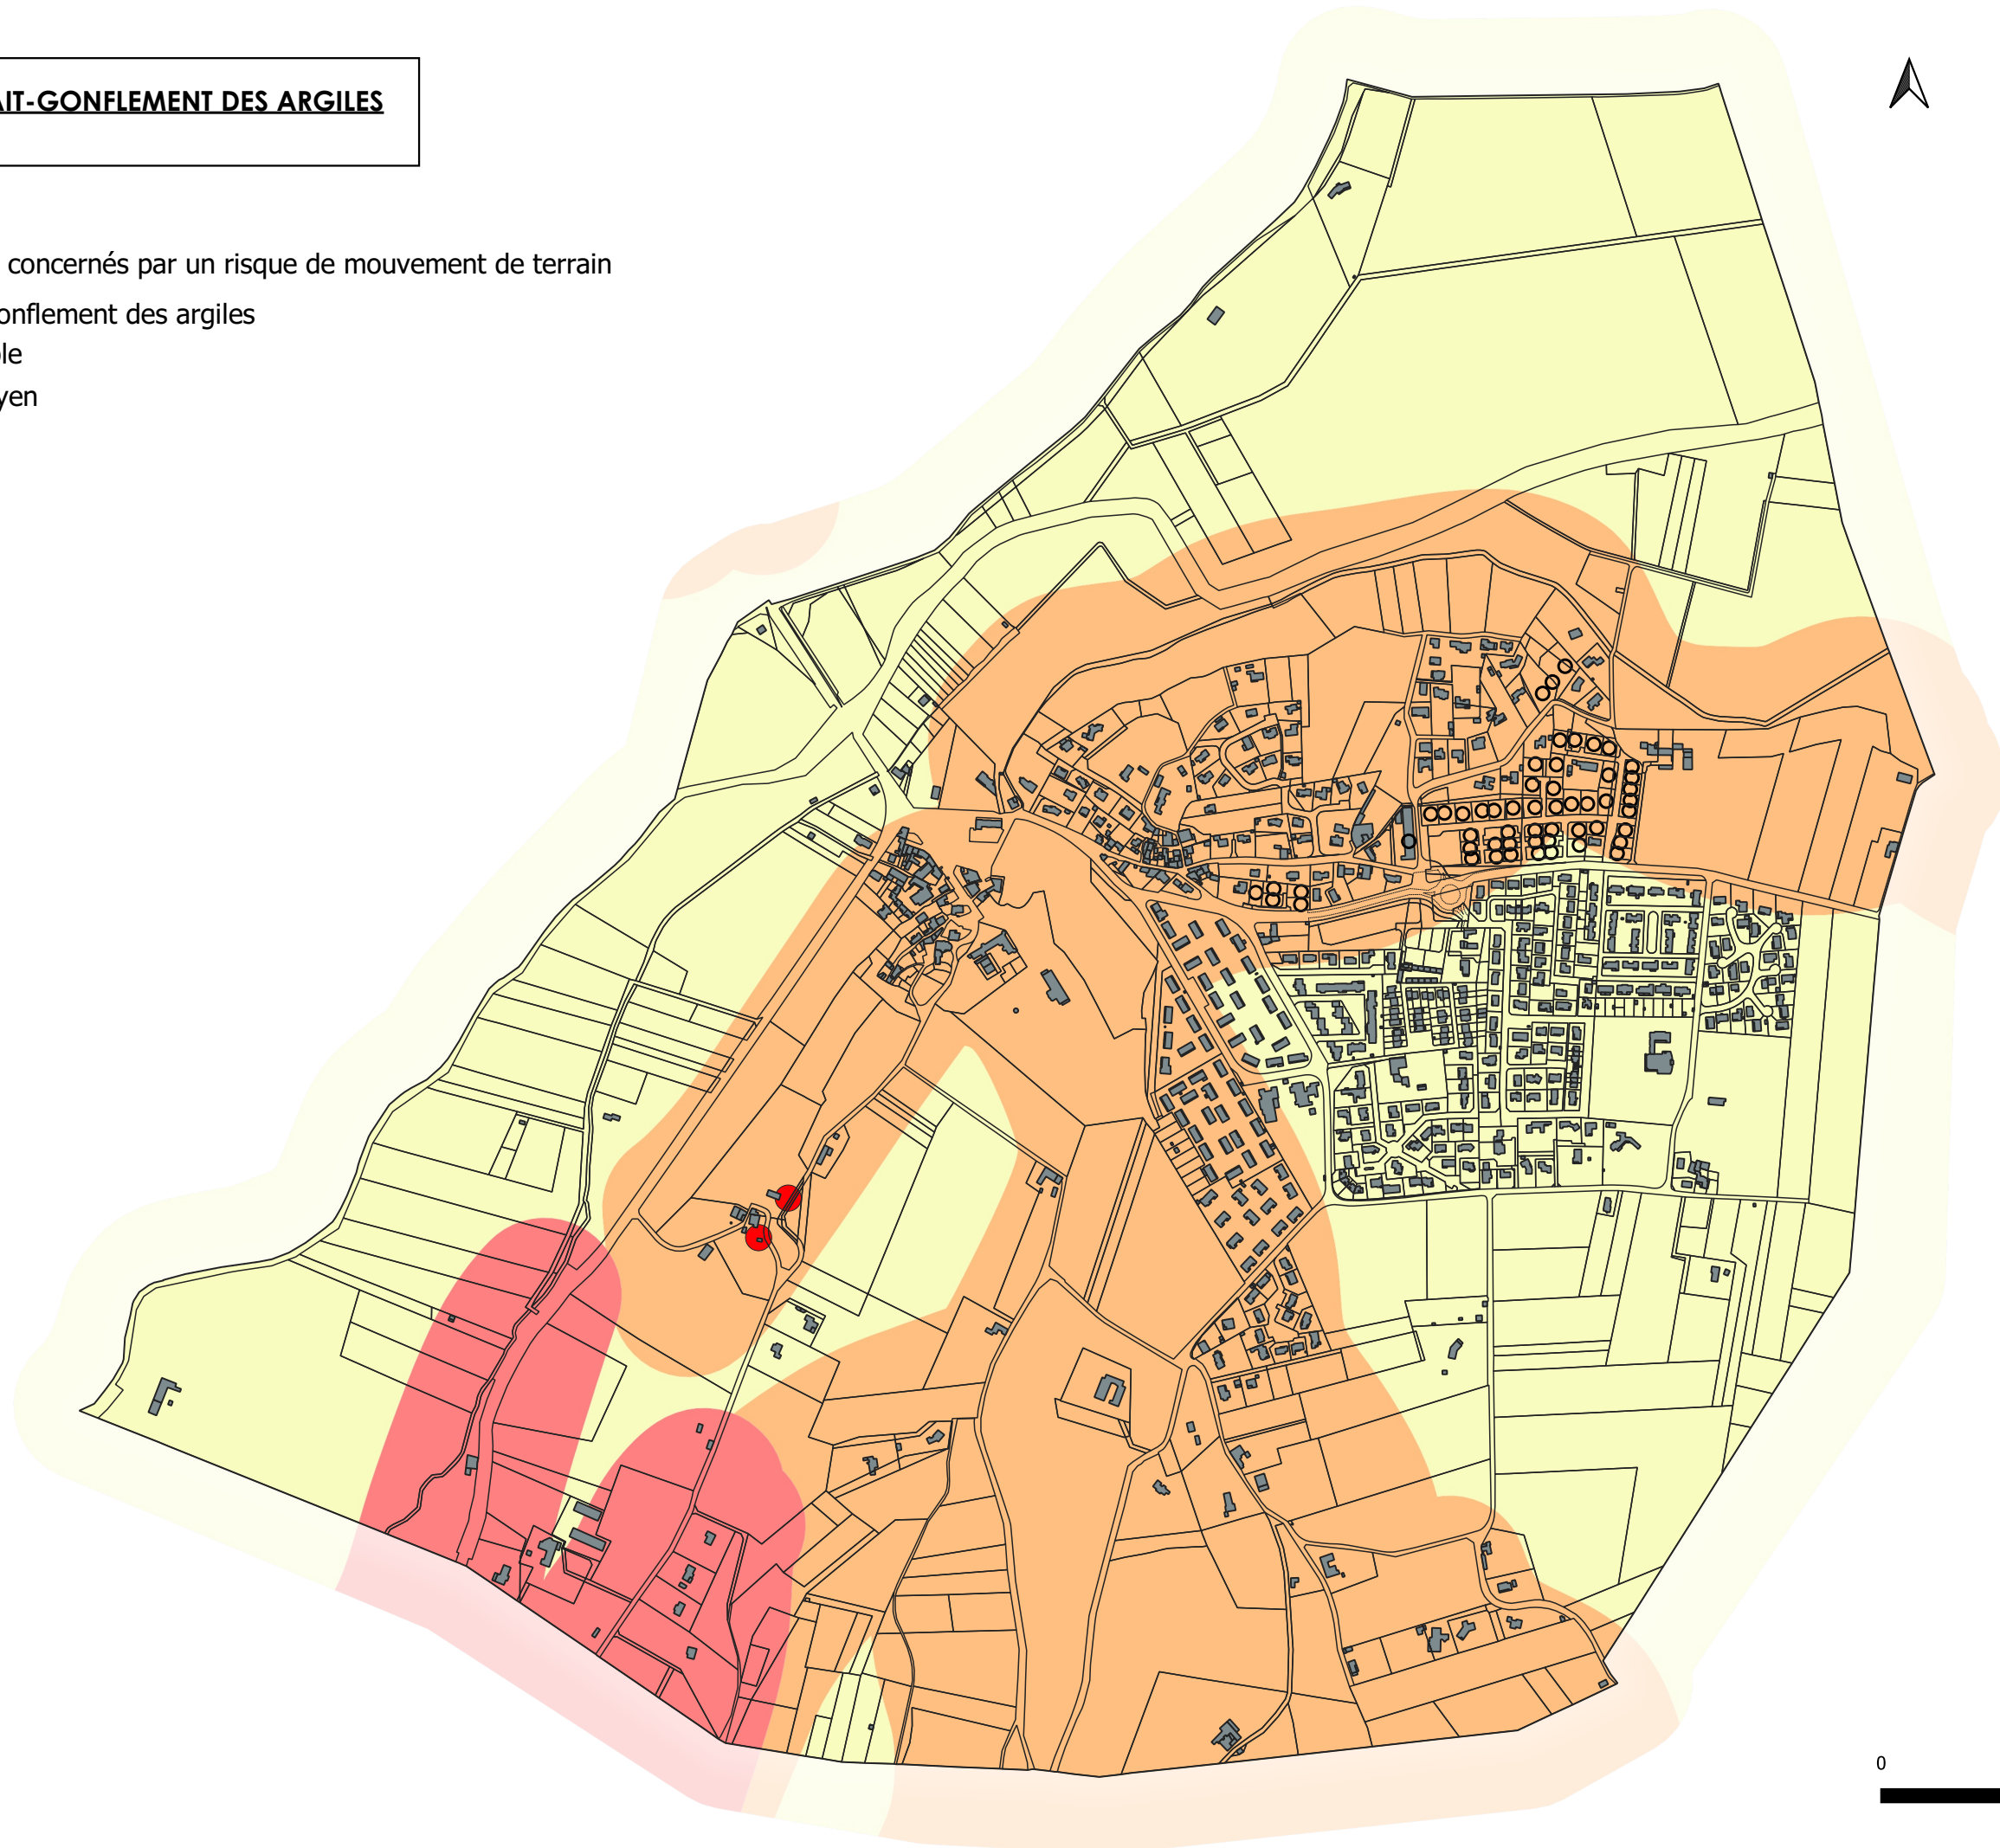 AIT-GONFLEMENT DES ARGILES
concernés par un risque de mouvement de terrain
onflement des argiles
ble
yen
0